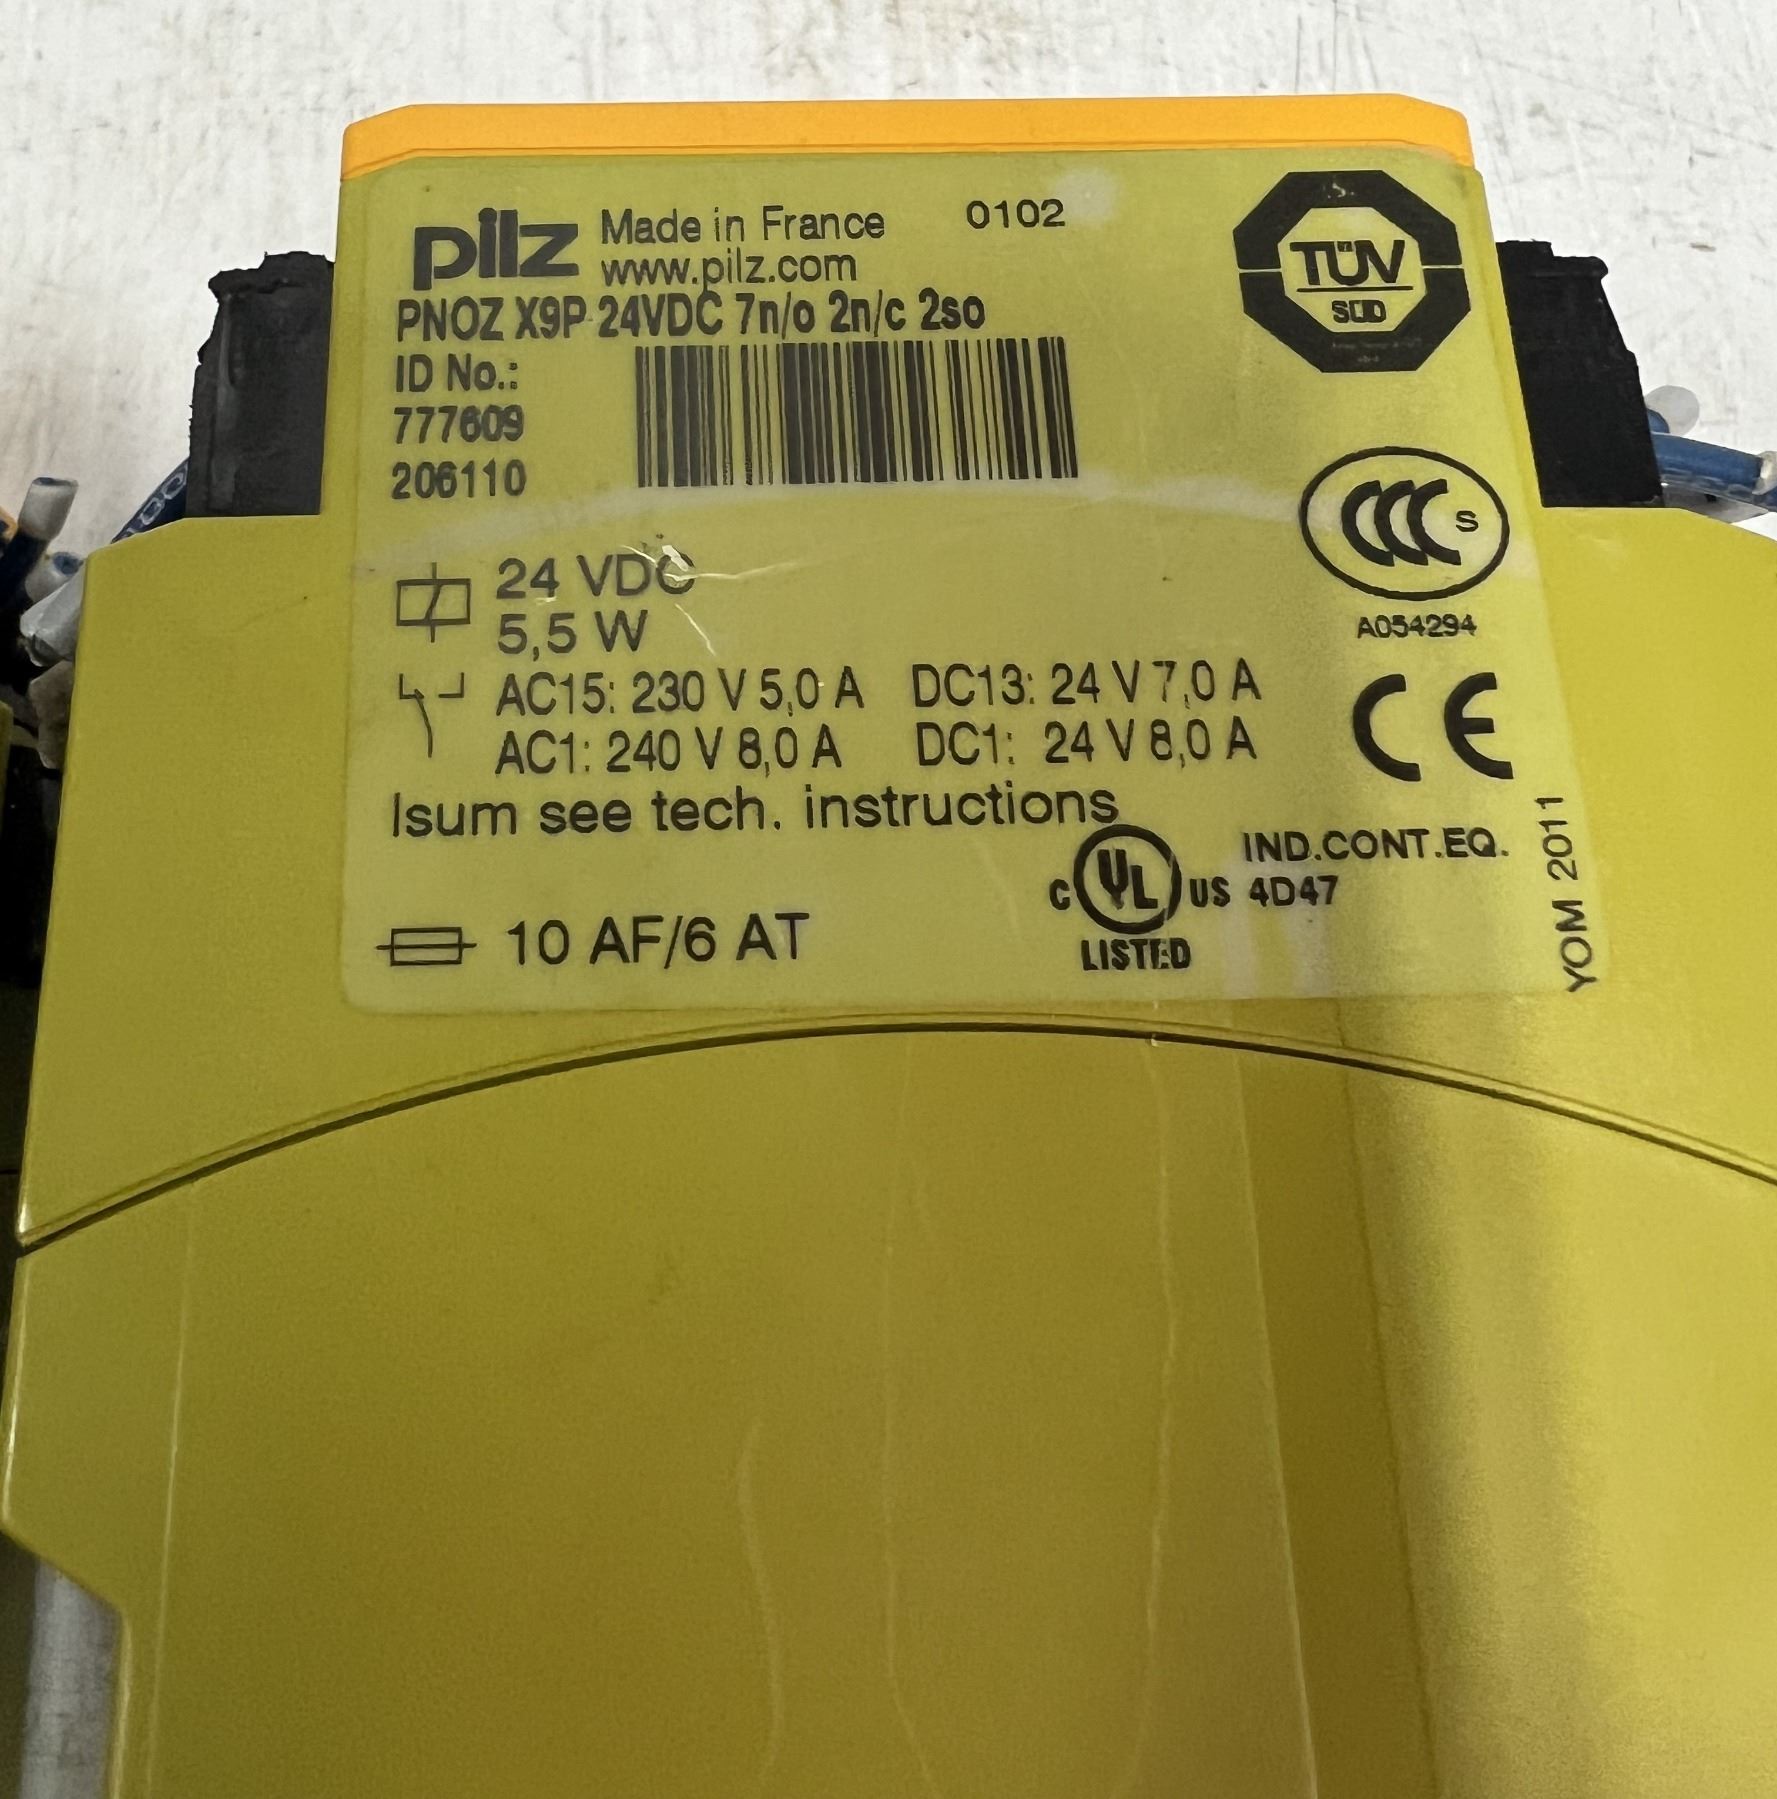 pilz Made in France 0102
www.pilz.com
PNOZ X9P 24VDC 7n/o 2n/c 2so
ID No.:
777609
206110
TÜV
SÜD
CCC S
A054294
24 VDC
5,5 W
AC15: 230 V 5,0 A DC13: 24 V 7,0 A
AC1: 240 V 8,0 A DC1: 24 V 8,0 A
CE
Isum see tech. instructions
C UL US IND.CONT.EQ.
4D47
LISTED
10 AF/6 AT
YOM 2011